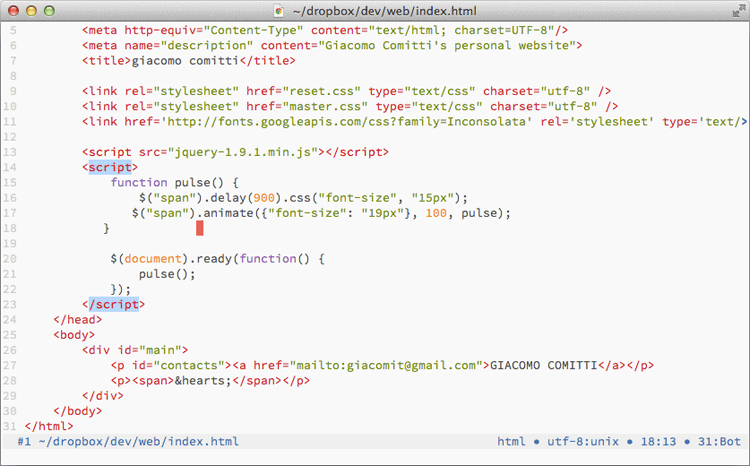 ~/dropbox/dev/web/index.html
5 <meta http-equiv="Content-Type" content="text/html; charset=UTF-8"/>
6 <meta name="description" content="Giacomo Comitti's personal website">
7 <title>giacomo comitti</title>
8
9 <link rel="stylesheet" href="reset.css" type="text/css" charset="utf-8" />
10 <link rel="stylesheet" href="master.css" type="text/css" charset="utf-8" />
11 <link href='http://fonts.googleapis.com/css?family=Inconsolata' rel='stylesheet' type='text/>
12
13 <script src="jquery-1.9.1.min.js"></script>
14 <script>
15 function pulse() {
16 $("span").delay(900).css("font-size", "15px");
17 $("span").animate({"font-size": "19px"}, 100, pulse);
18 }
19
20 $(document).ready(function() {
21 pulse();
22 });
23 </script>
24 </head>
25 <body>
26 <div id="main">
27 <p id="contacts"><a href="mailto:giacomit@gmail.com">GIACOMO COMITTI</a></p>
28 <p><span>&hearts;</span></p>
29 </div>
30 </body>
31 </html>
#1 ~/dropbox/dev/web/index.html html ● utf-8:unix ● 18:13 ● 31:Bot